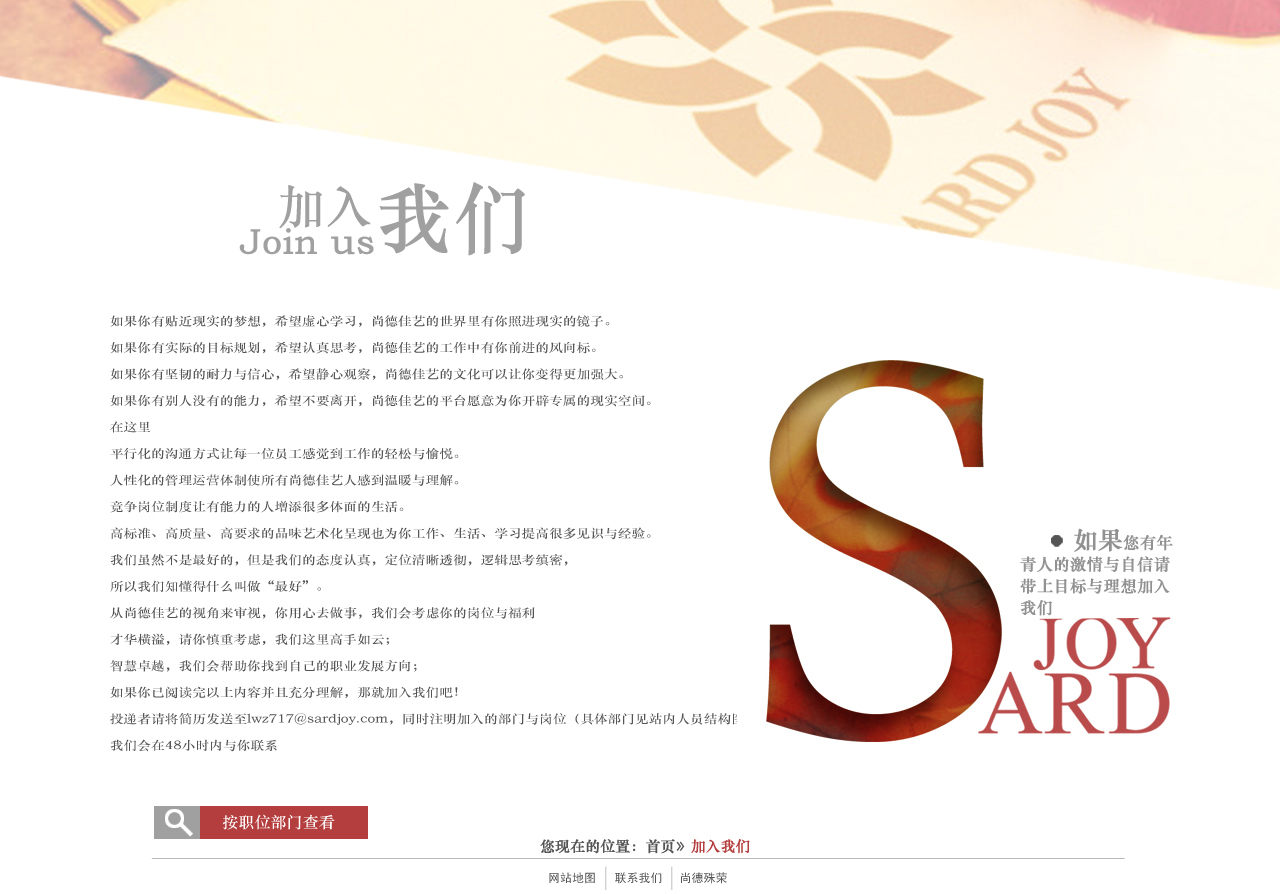 ARD JOY
加入我们
Join us
如果你有贴近现实的梦想，希望虚心学习，尚德佳艺的世界里有你照进现实的镜子。
如果你有实际的目标规划，希望认真思考，尚德佳艺的工作中有你前进的风向标。
如果你有坚韧的耐力与信心，希望静心观察，尚德佳艺的文化可以让你变得更加强大。
如果你有别人没有的能力，希望不要离开，尚德佳艺的平台愿意为你开辟专属的现实空间。
在这里
平行化的沟通方式让每一位员工感觉到工作的轻松与愉悦。
人性化的管理运营体制使所有尚德佳艺人感到温暖与理解。
竞争岗位制度让有能力的人增添很多体面的生活。
高标准、高质量、高要求的品味艺术化呈现也为你工作、生活、学习提高很多见识与经验。
我们虽然不是最好的，但是我们的态度认真，定位清晰透彻，逻辑思考缜密，
所以我们知懂得什么叫做“最好”。
从尚德佳艺的视角来审视，你用心去做事，我们会考虑你的岗位与福利
才华横溢，请你慎重考虑，我们这里高手如云；
智慧卓越，我们会帮助你找到自己的职业发展方向；
如果你已阅读完以上内容并且充分理解，那就加入我们吧！
投递者请将简历发送至lwz717@sardjoy.com，同时注明加入的部门与岗位（具体部门见站内人员结构
我们会在48小时内与你联系
S
如果您有年
青人的激情与自信请
带上目标与理想加入
我们
JOY
ARD
按职位部门查看
您现在的位置：首页» 加入我们
网站地图 联系我们 尚德殊荣